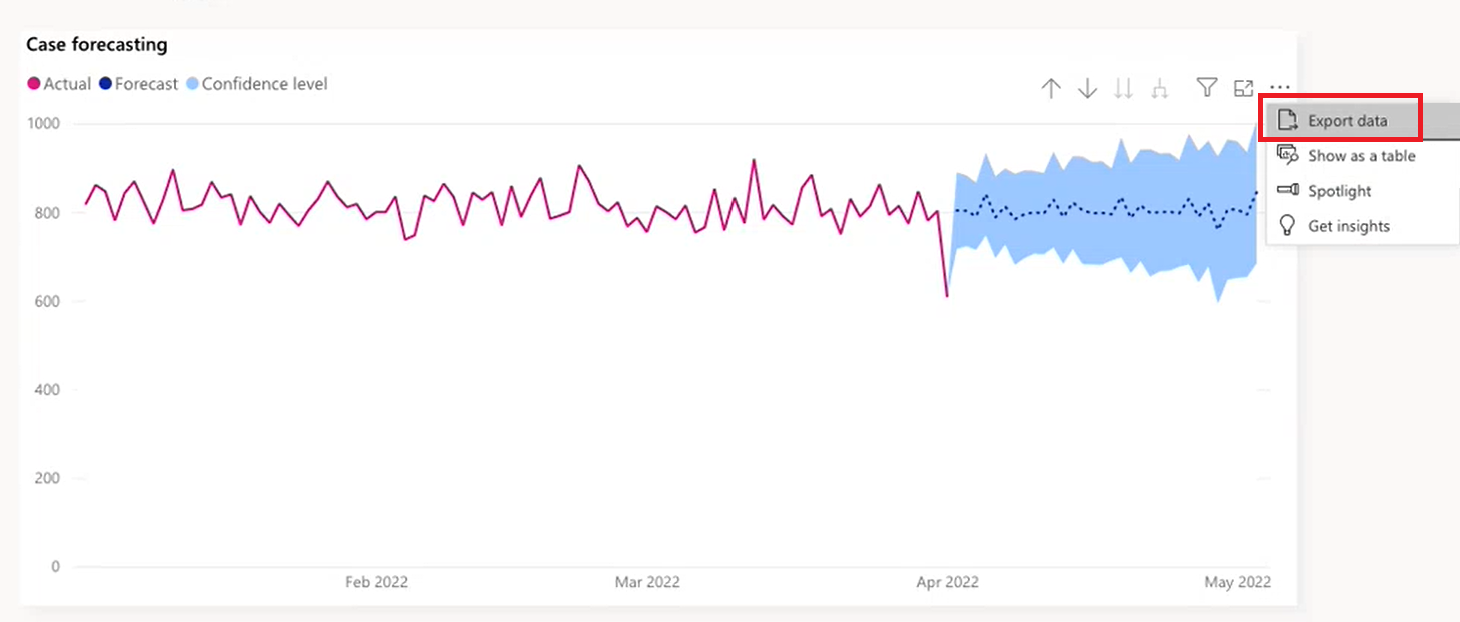 Case forecasting
Actual Forecast Confidence level
1000
800
600
400
200
0
Feb 2022 Mar 2022 Apr 2022 May 2022
Export data
Show as a table
Spotlight
Get insights